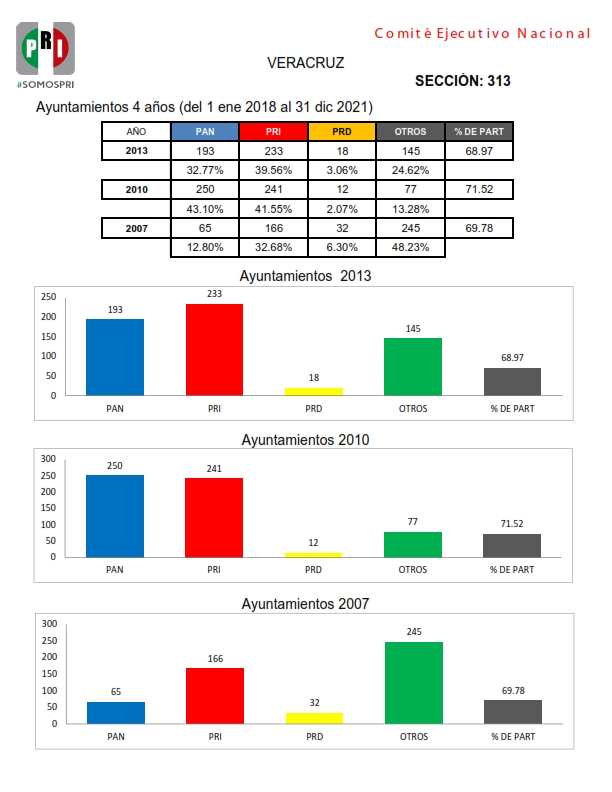 Comité Ejecutivo Nacional
PRI
#SOMOSPRI
VERACRUZ
SECCIÓN: 313
Ayuntamientos 4 años (del 1 ene 2018 al 31 dic 2021)
AÑO PAN PRI PRD OTROS % DE PART
2013 193 233 18 145 68.97
32.77% 39.56% 3.06% 24.62%
2010 250 241 12 77 71.52
43.10% 41.55% 2.07% 13.28%
2007 65 166 32 245 69.78
12.80% 32.68% 6.30% 48.23%
Ayuntamientos 2013
250
200
150
100
50
0
193
233
18
145
68.97
PAN PRI PRD OTROS % DE PART
Ayuntamientos 2010
300
250
200
150
100
50
0
250
241
12
77
71.52
PAN PRI PRD OTROS % DE PART
Ayuntamientos 2007
300
250
200
150
100
50
0
65
166
32
245
69.78
PAN PRI PRD OTROS % DE PART